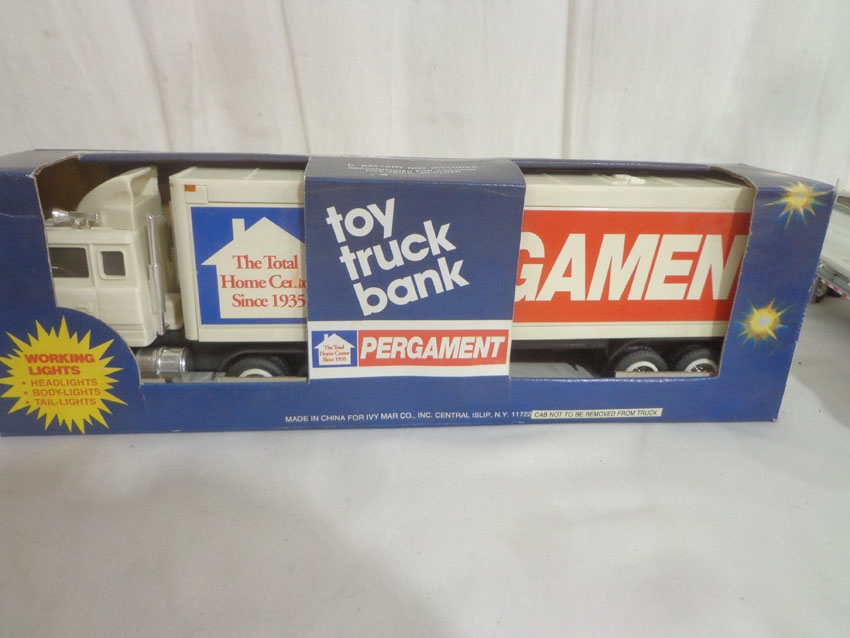 toy
truck
bank
The Total
Home Center
Since 1935
PERGAMENT
The Total
Home
Since 1935
GAMEN
WORKING
LIGHTS
• HEADLIGHTS
• BODY-LIGHTS
• TAIL-LIGHTS
MADE IN CHINA FOR IVY MAR CO., INC. CENTRAL ISLIP, N.Y. 11722 CAB NOT TO BE REMOVED FROM TRUCK